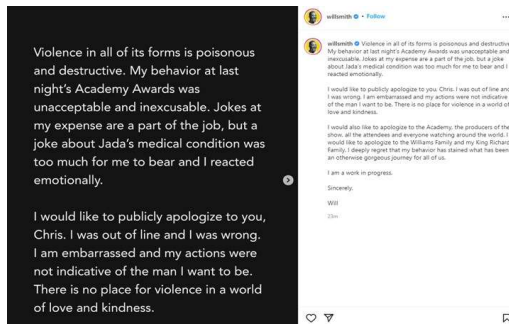 Violence in all of its forms is poisonous
and destructive. My behavior at last
night's Academy Awards was
unacceptable and inexcusable. Jokes at
my expense are a part of the job, but a
joke about Jada's medical condition was
too much for me to bear and I reacted
emotionally.
I would like to publicly apologize to you,
Chris. I was out of line and I was wrong.
I am embarrassed and my actions were
not indicative of the man I want to be.
There is no place for violence in a world
of love and kindness.
willsmith • Follow
willsmith Violence in all of its forms is poisonous and destructive.
My behavior at last night's Academy Awards was unacceptable and
inexcusable. Jokes at my expense are a part of the job, but a joke
about Jada's medical condition was too much for me to bear and I
reacted emotionally.
I would like to publicly apologize to you, Chris. I was out of line and
I was wrong. I am embarrassed and my actions were not indicative
of the man I want to be. There is no place for violence in a world of
love and kindness.
I would also like to apologize to the Academy, the producers of the
show, all the attendees and everyone watching around the world. I
would like to apologize to the Williams Family and my King Richard
Family. I deeply regret that my behavior has stained what has been
an otherwise gorgeous journey for all of us.
I am a work in progress.
Sincerely,
Will